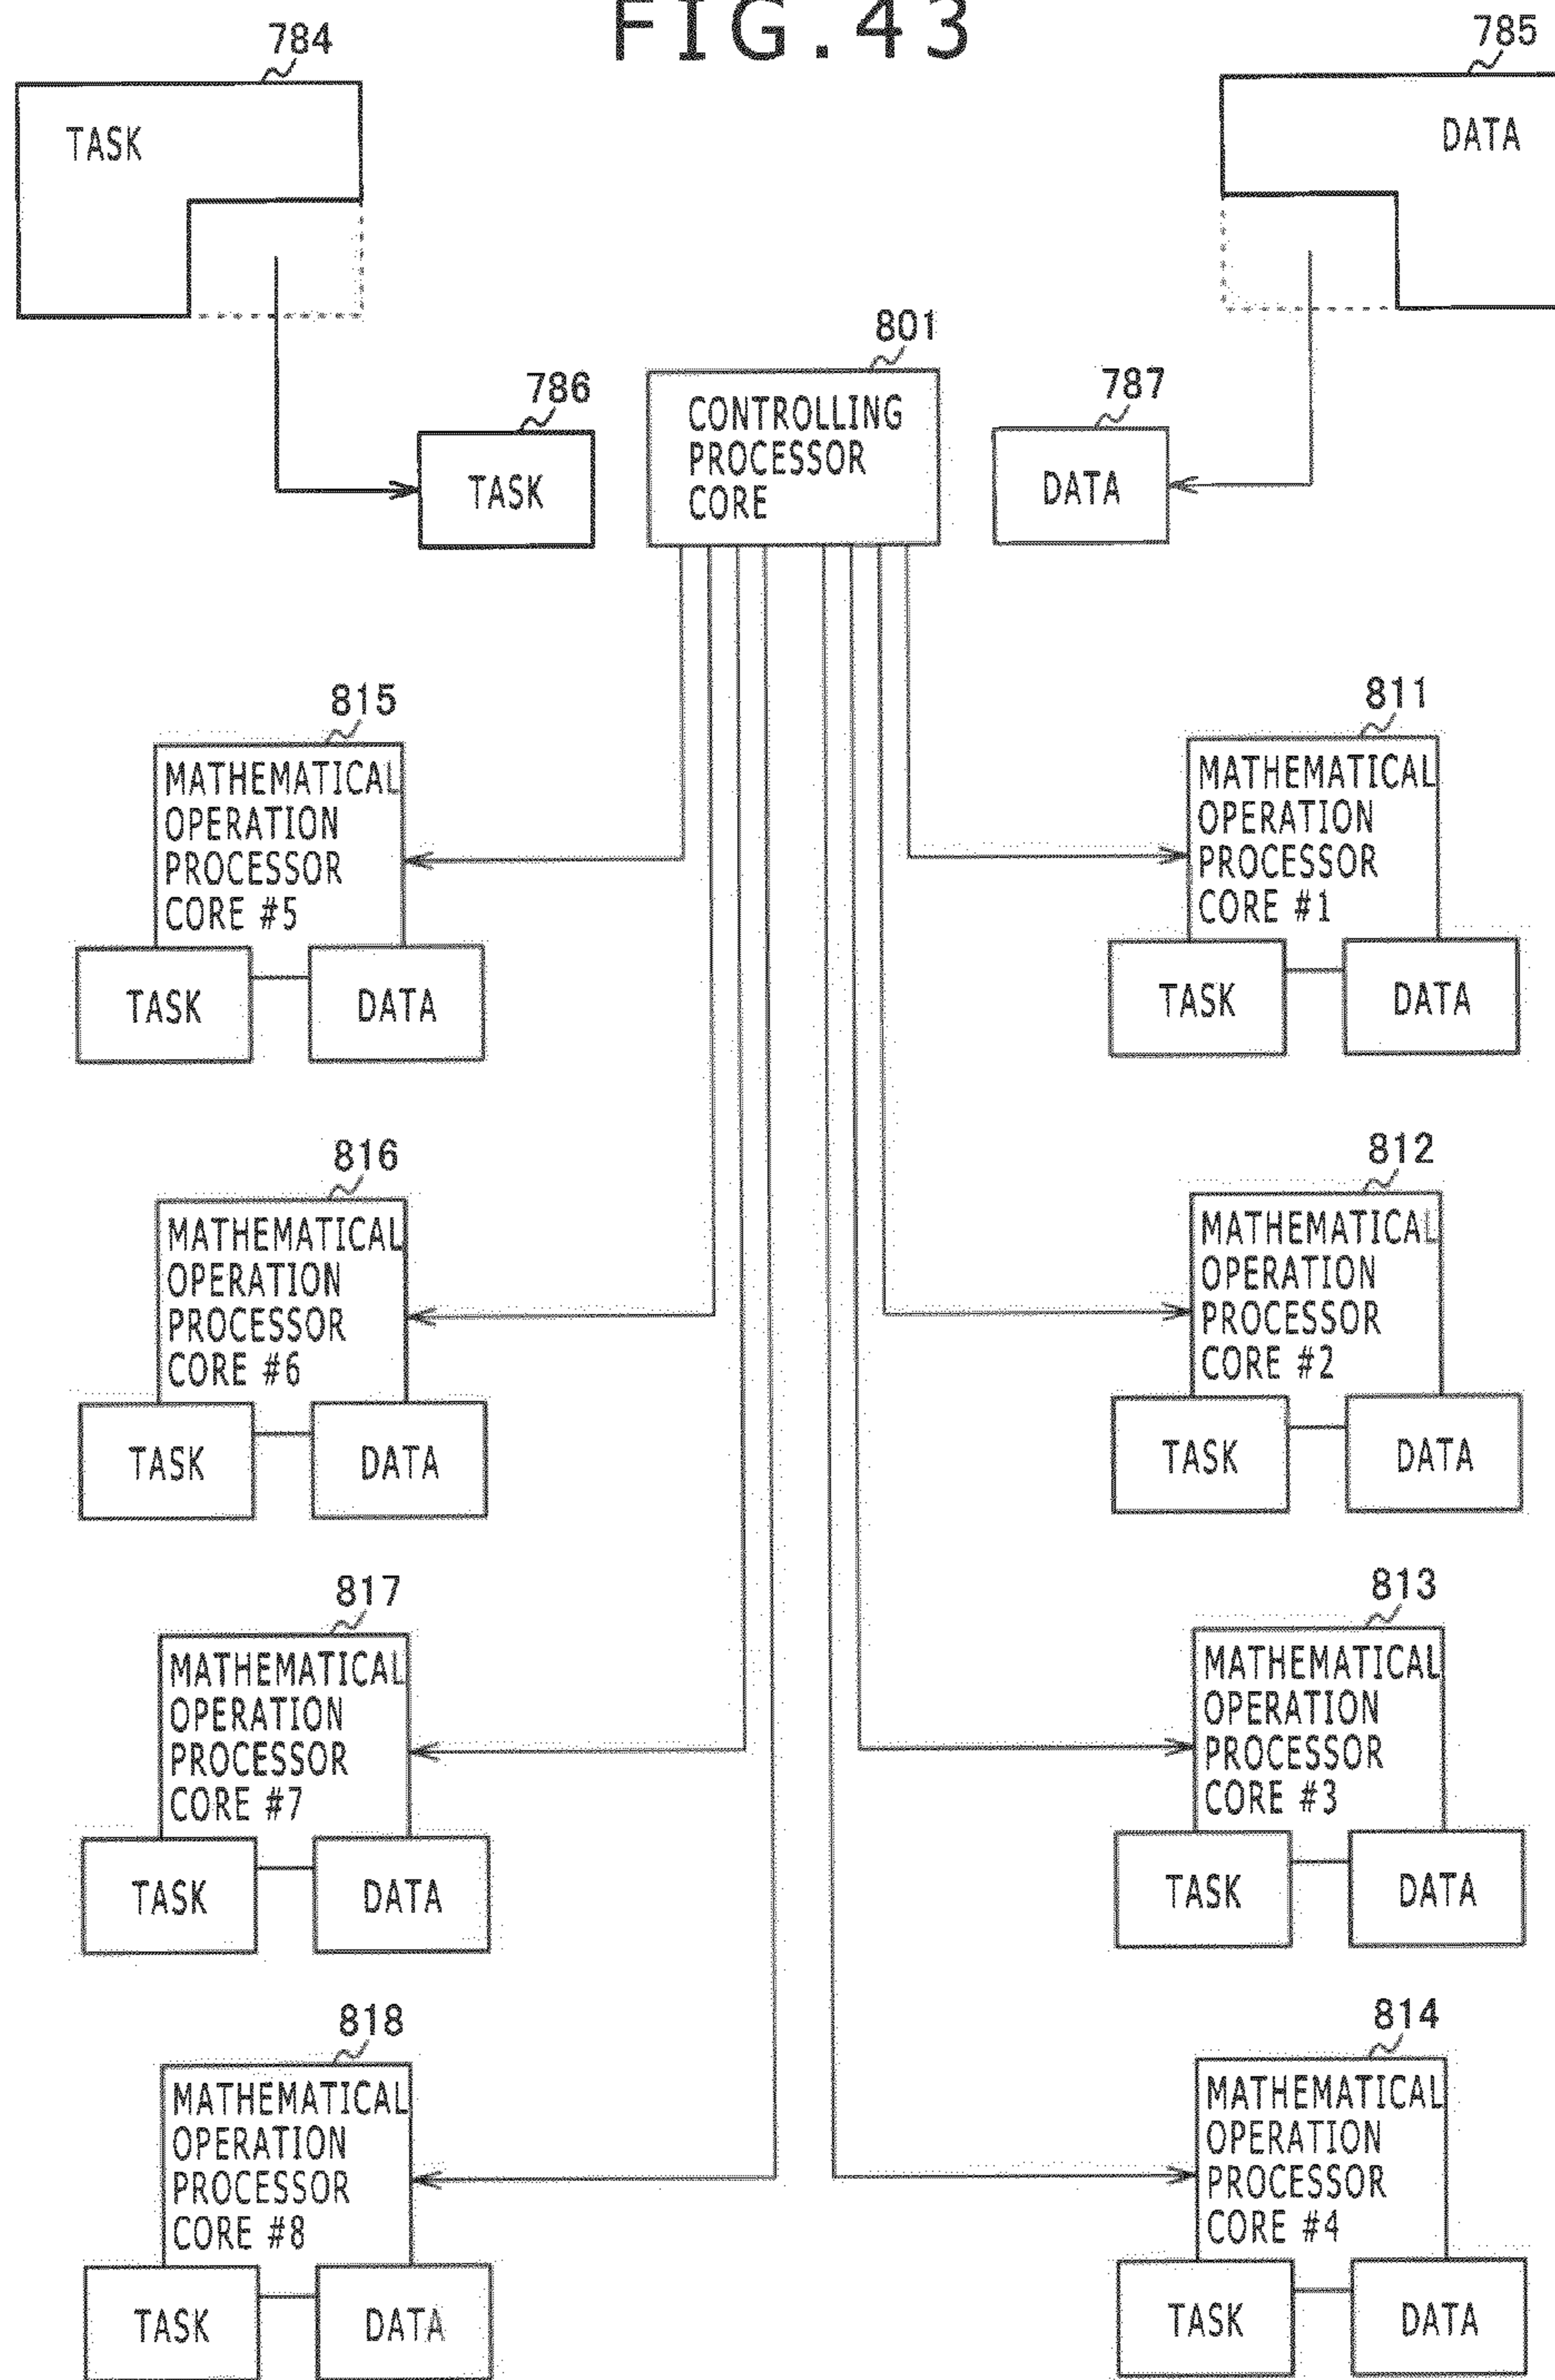 FIG.43
784
TASK
785
DATA
786
TASK
801
CONTROLLING
PROCESSOR
CORE
787
DATA
815
MATHEMATICAL
OPERATION
PROCESSOR
CORE #5
TASK
DATA
811
MATHEMATICAL
OPERATION
PROCESSOR
CORE #1
TASK
DATA
816
MATHEMATICAL
OPERATION
PROCESSOR
CORE #6
TASK
DATA
812
MATHEMATICAL
OPERATION
PROCESSOR
CORE #2
TASK
DATA
817
MATHEMATICAL
OPERATION
PROCESSOR
CORE #7
TASK
DATA
813
MATHEMATICAL
OPERATION
PROCESSOR
CORE #3
TASK
DATA
818
MATHEMATICAL
OPERATION
PROCESSOR
CORE #8
TASK
DATA
814
MATHEMATICAL
OPERATION
PROCESSOR
CORE #4
TASK
DATA